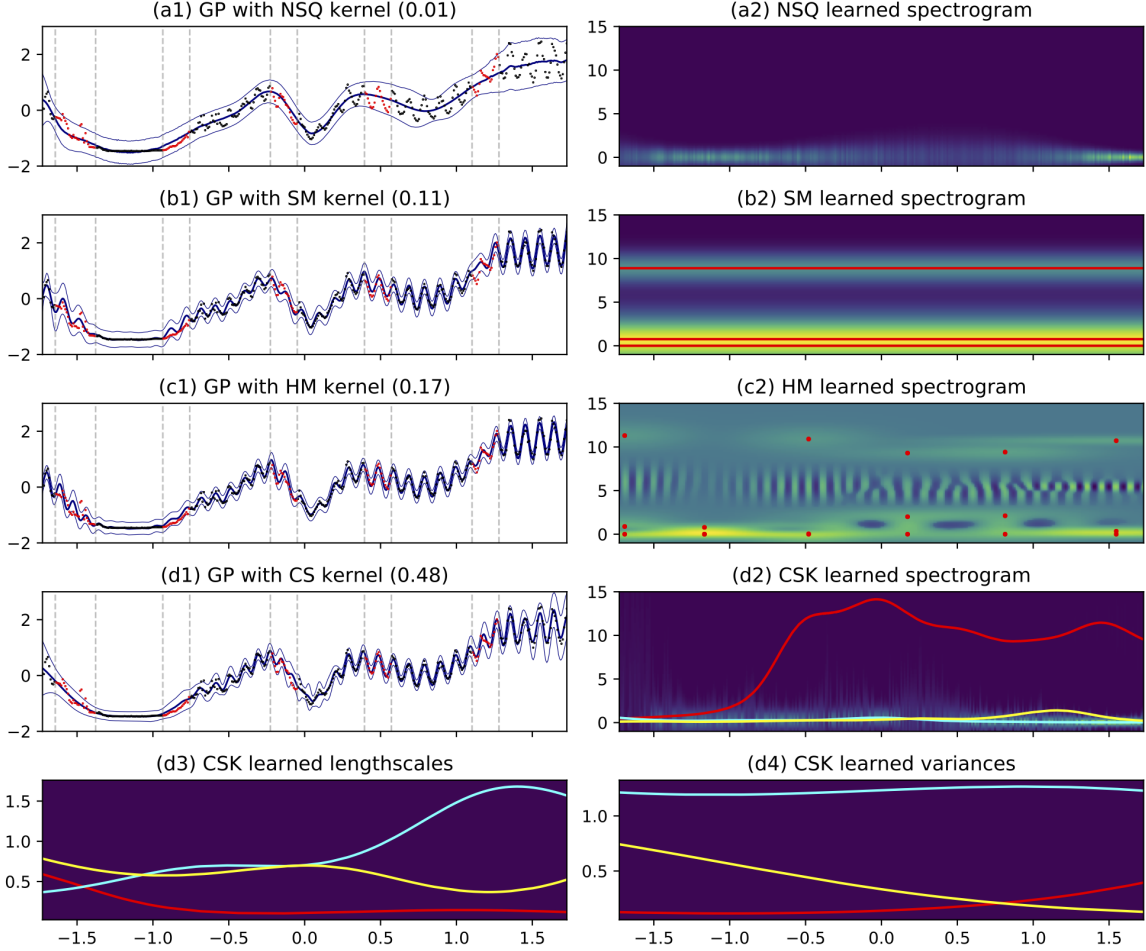 (a1) GP with NSQ kernel (0.01)
2
0
−2
(a2) NSQ learned spectrogram
15
10
5
0
(b1) GP with SM kernel (0.11)
2
0
−2
(b2) SM learned spectrogram
15
10
5
0
(c1) GP with HM kernel (0.17)
2
0
−2
(c2) HM learned spectrogram
15
10
5
0
(d1) GP with CS kernel (0.48)
2
0
−2
(d2) CSK learned spectrogram
15
10
5
0
(d3) CSK learned lengthscales
1.5
1.0
0.5
−1.5 −1.0 −0.5 0.0 0.5 1.0 1.5
(d4) CSK learned variances
1.0
0.5
−1.5 −1.0 −0.5 0.0 0.5 1.0 1.5